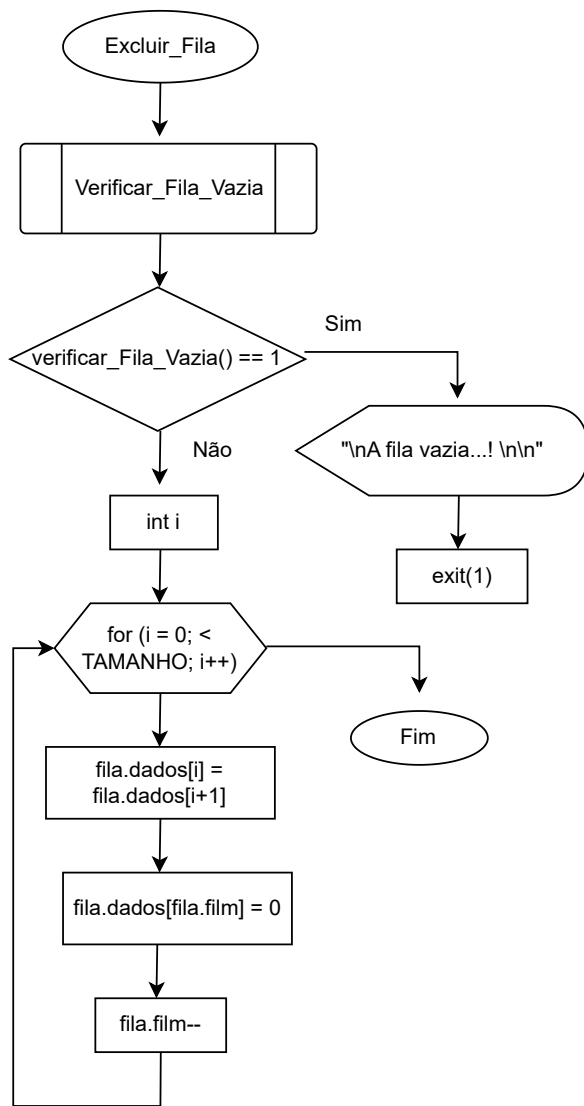 Excluir_Fila
Verificar_Fila_Vazia
verificar_Fila_Vazia() == 1
Sim
"\nA fila vazia...! \n\n"
exit(1)
Não
int i
for (i = 0; <
TAMANHO; i++)
Fim
fila.dados[i] =
fila.dados[i+1]
fila.dados[fila.film] = 0
fila.film--